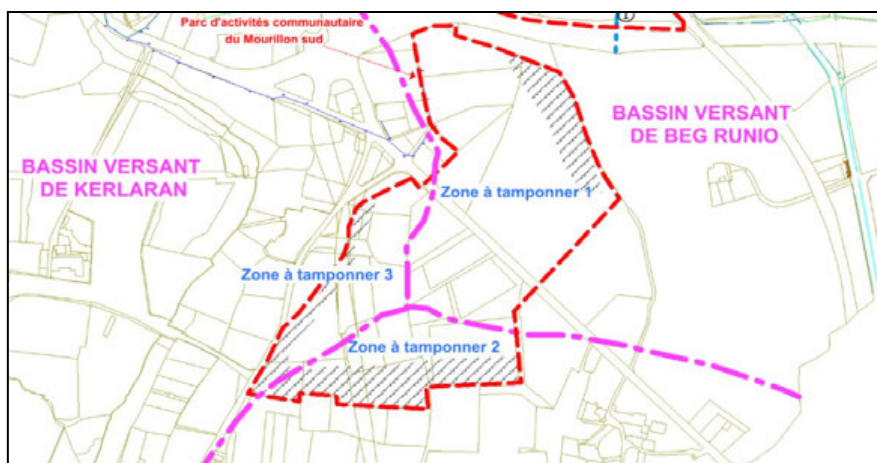 Parc d'activités communautaire
du Mourillon sud
1
BASSIN VERSANT
DE BEG RUNIO
BASSIN VERSANT
DE KERLARAN
Zone à tamponner 1
Zone à tamponner 3
Zone à tamponner 2